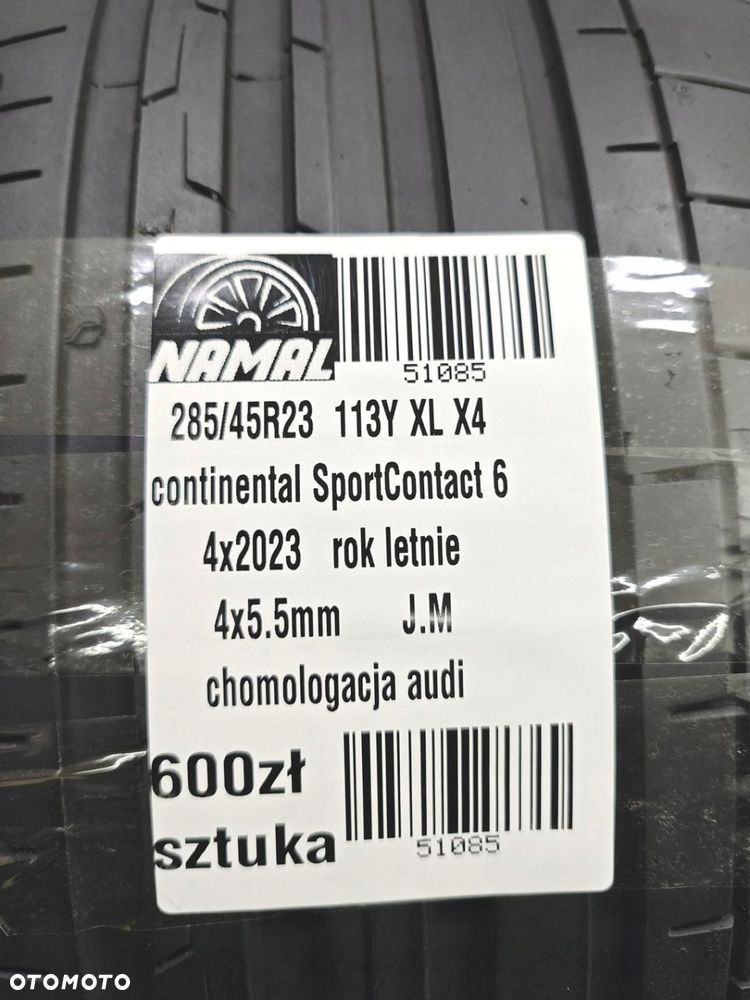 NAMAL
51085
285/45R23 113Y XL X4
continental SportContact 6
4x2023 rok letnie
4x5.5mm J.M
chomologacja audi
600zł
sztuka
51085
OTOMOTO